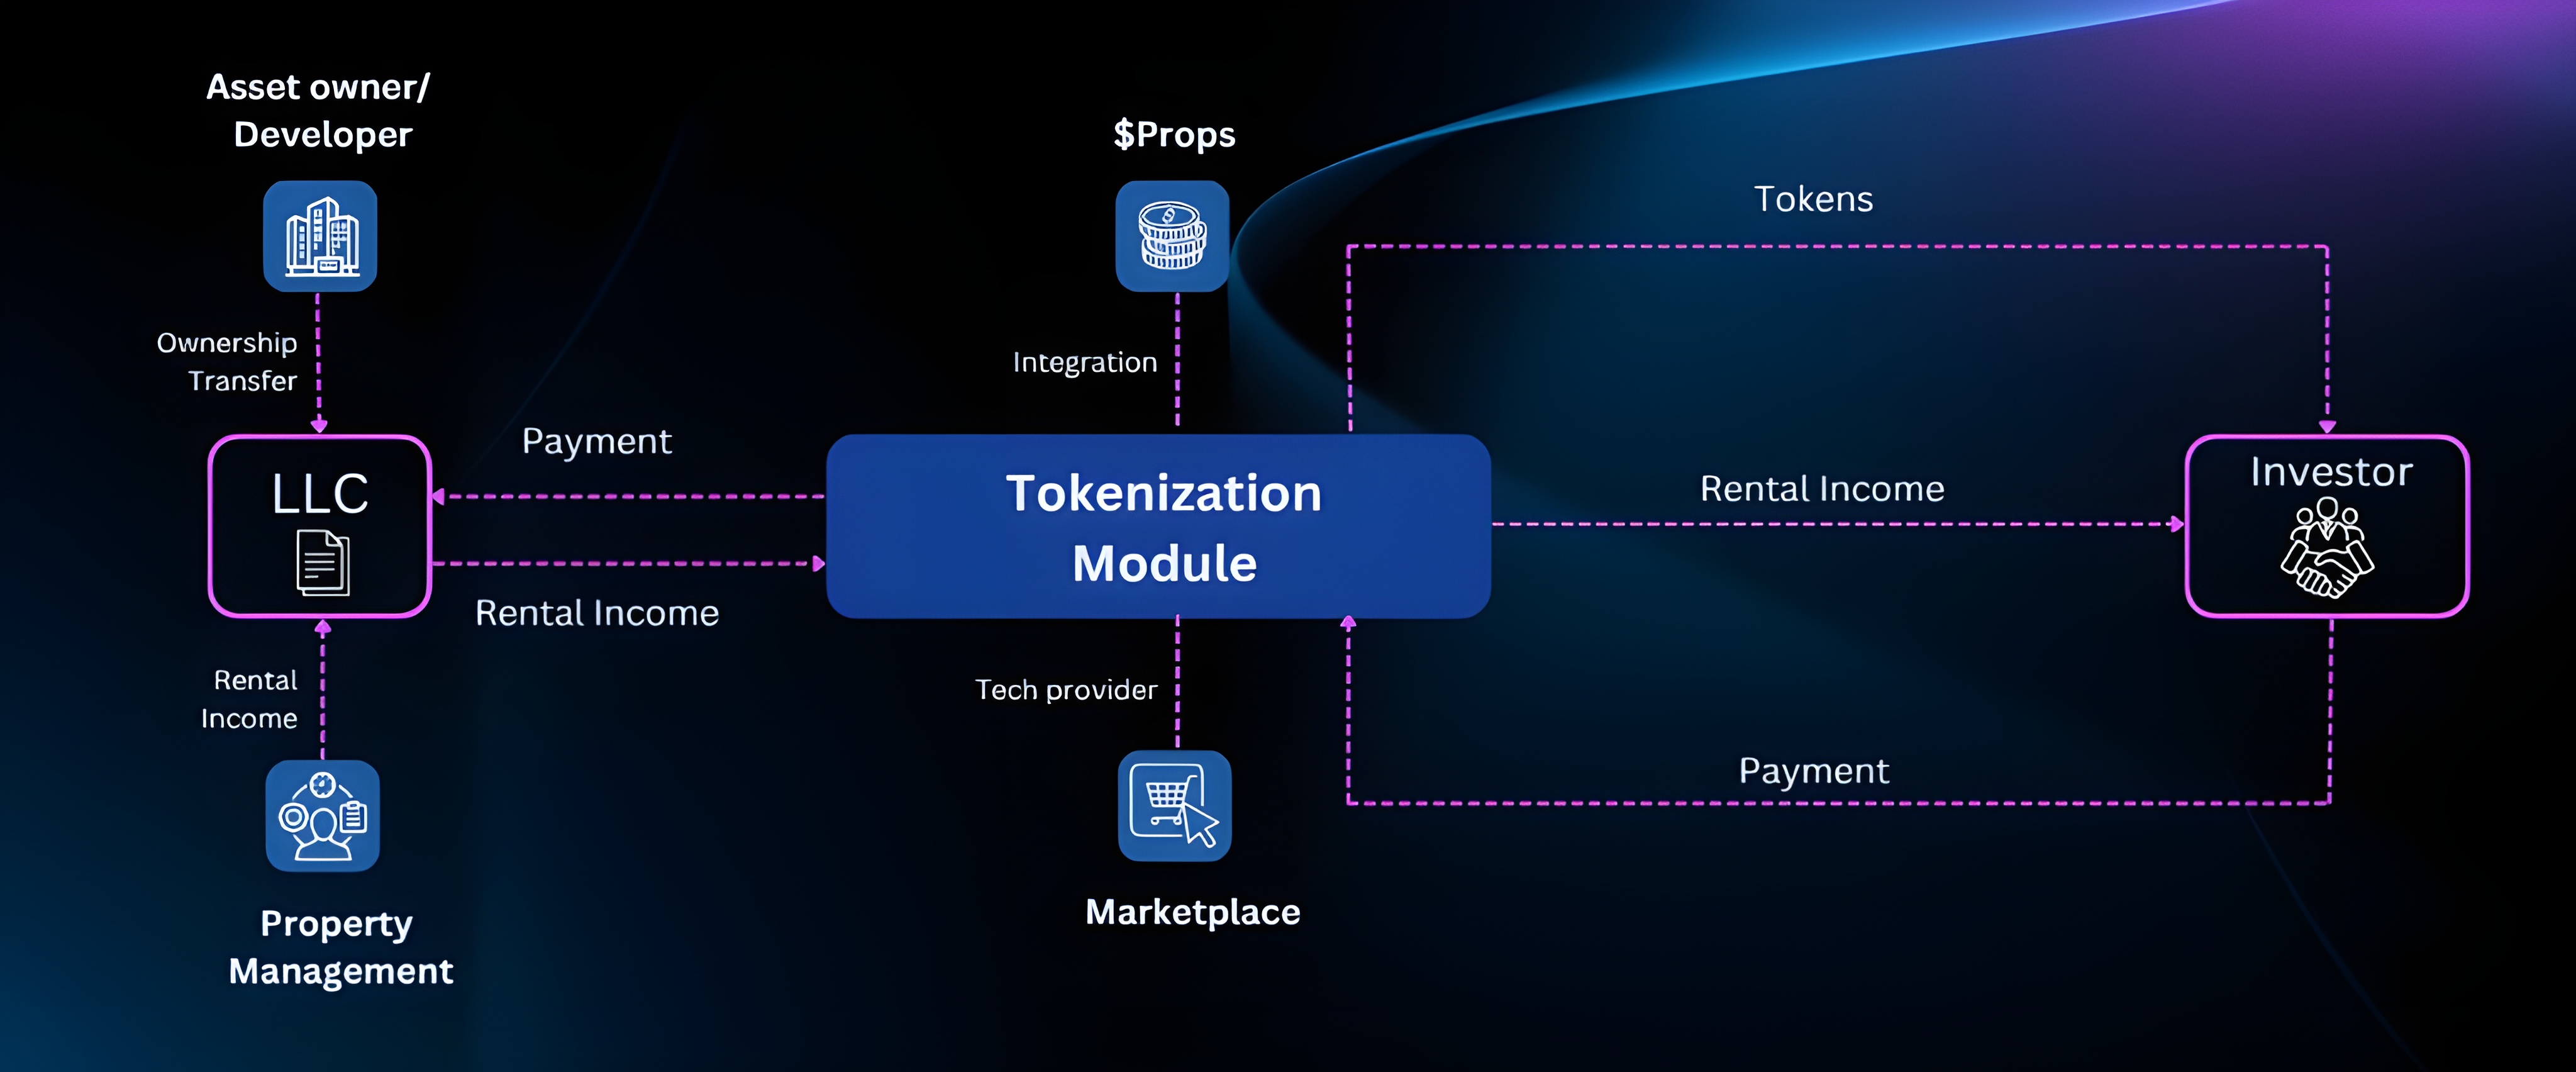 Asset owner/
Developer
$Props
Tokens
Ownership
Transfer
Integration
Payment
LLC
Tokenization
Module
Rental Income
Investor
Rental Income
Rental
Income
Tech provider
Payment
Marketplace
Property
Management